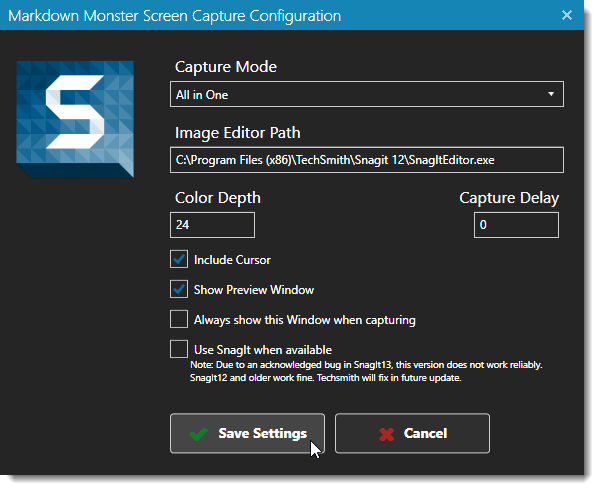 Markdown Monster Screen Capture Configuration
Capture Mode
All in One
Image Editor Path
C:\Program Files (x86)\TechSmith\Snagit 12\SnagItEditor.exe
Color Depth Capture Delay
24 0
Include Cursor
Show Preview Window
Always show this Window when capturing
Use SnagIt when available
Note: Due to an acknowledged bug in SnagIt13, this version does not work reliably.
SnagIt12 and older work fine. Techsmith will fix in future update.
Save Settings Cancel